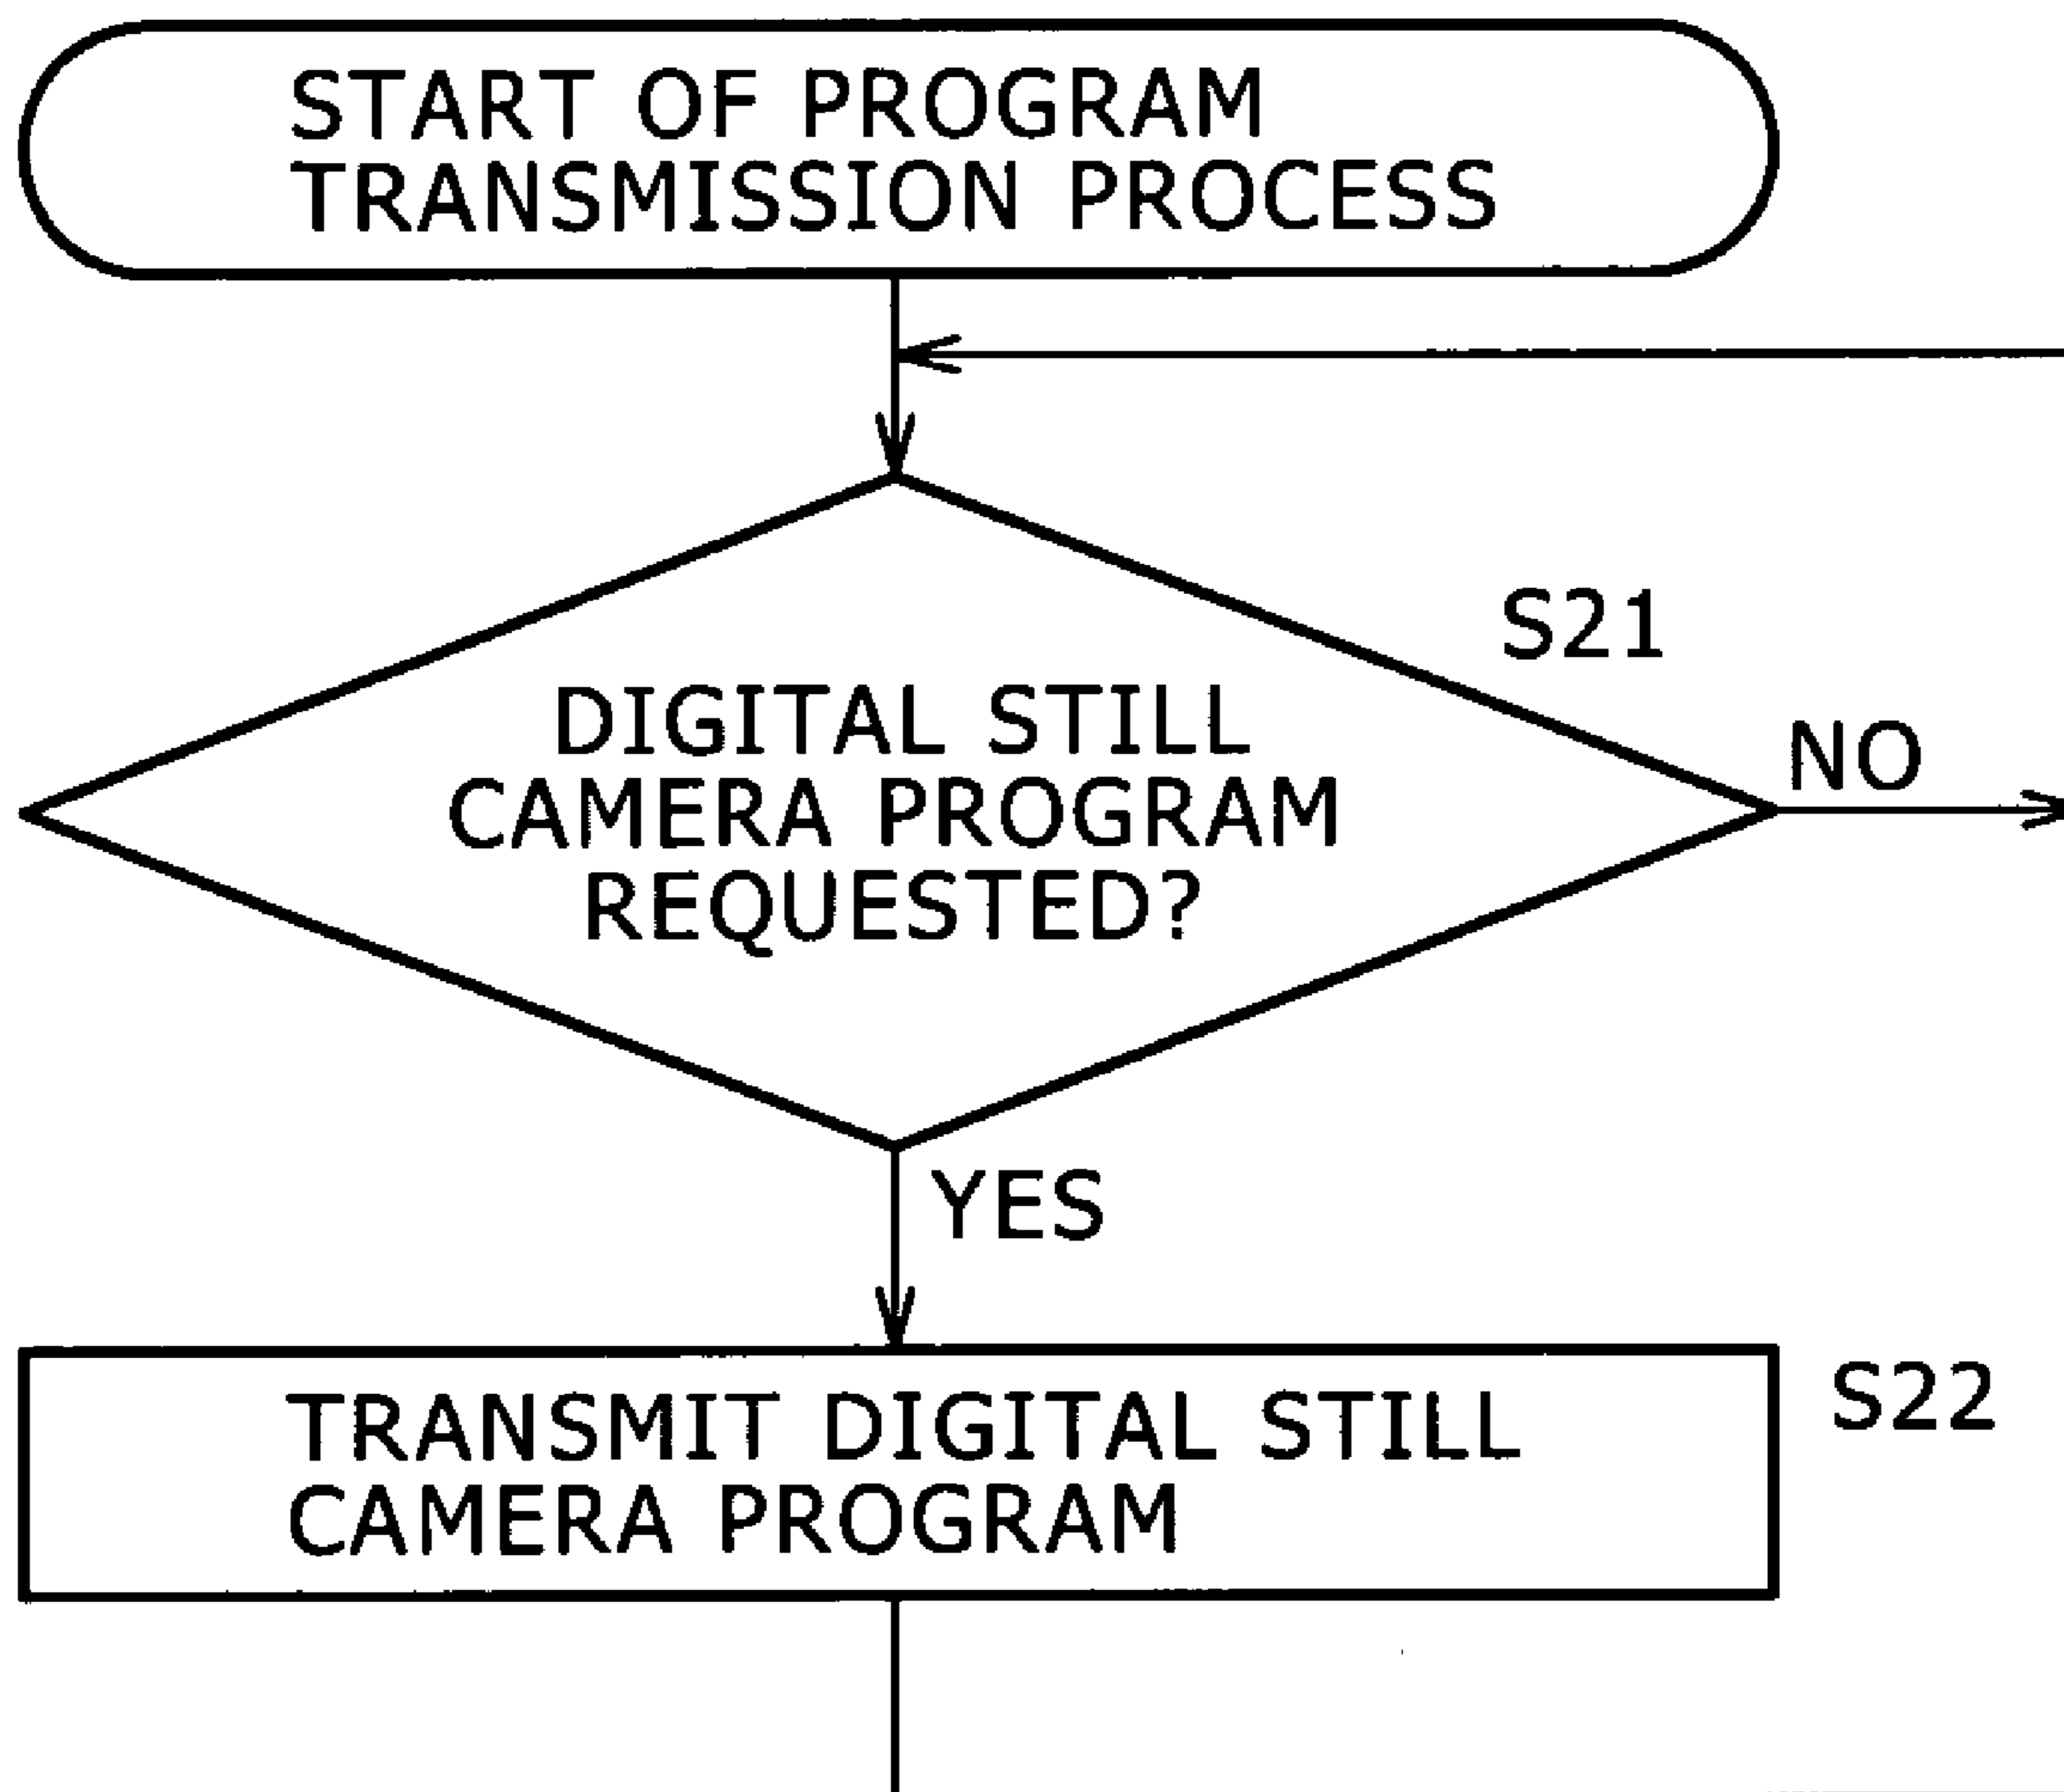 START OF PROGRAM
TRANSMISSION PROCESS
S21
DIGITAL STILL
CAMERA PROGRAM
REQUESTED?
NO
YES
S22
TRANSMIT DIGITAL STILL
CAMERA PROGRAM